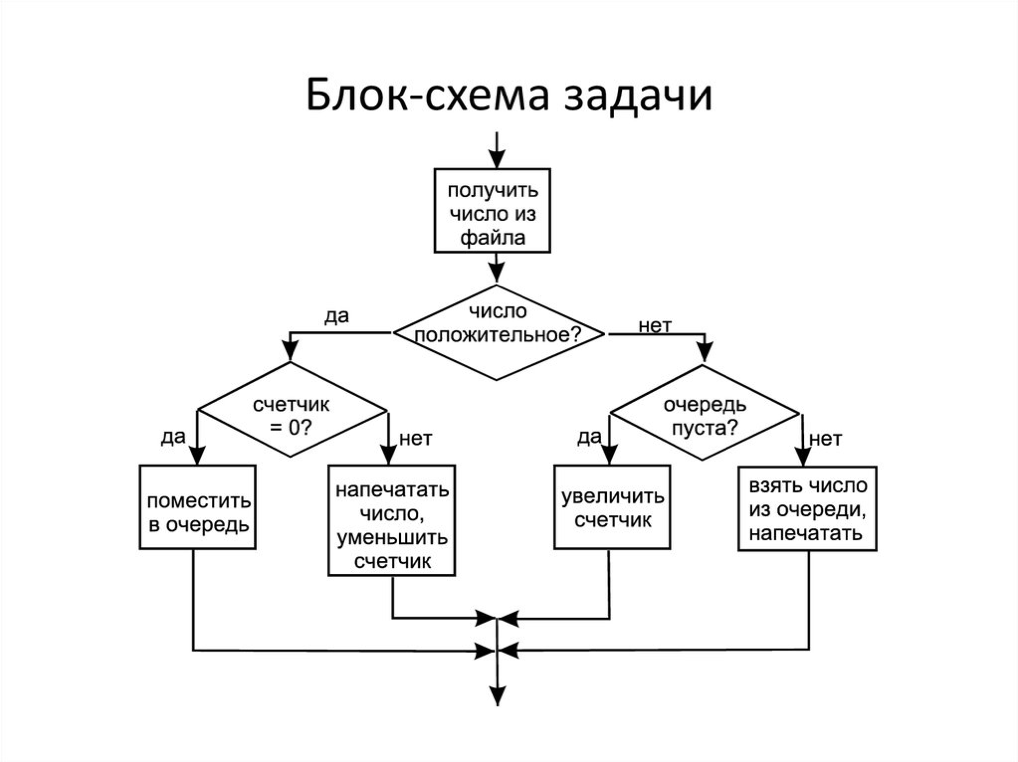 Блок-схема задачи
получить
число из
файла
число
положительное?
да
нет
счетчик
= 0?
очередь
пуста?
да
нет
да
нет
поместить
в очередь
напечатать
число,
уменьшить
счетчик
увеличить
счетчик
взять число
из очереди,
напечатать